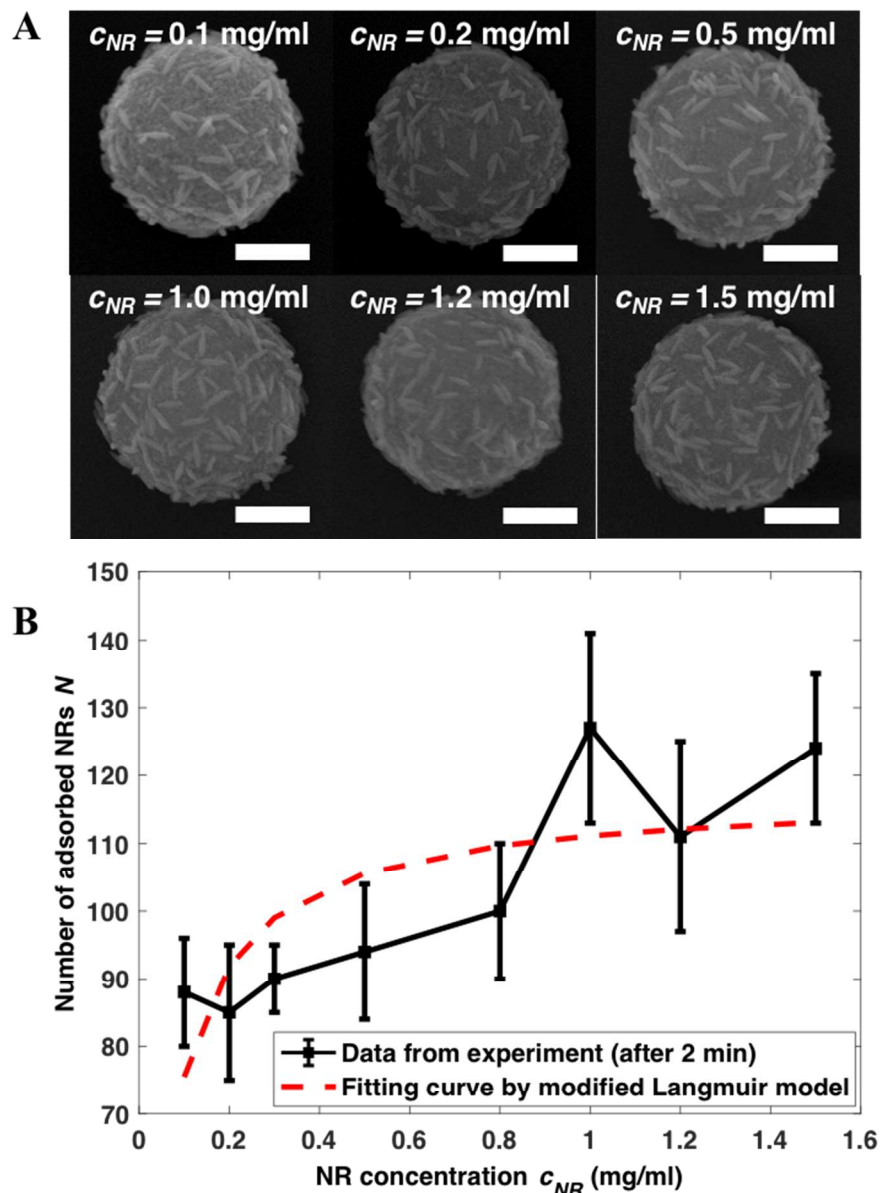 A
c_NR = 0.1 mg/ml
c_NR = 0.2 mg/ml
c_NR = 0.5 mg/ml
c_NR = 1.0 mg/ml
c_NR = 1.2 mg/ml
c_NR = 1.5 mg/ml
B
Number of adsorbed NRs N
150
140
130
120
110
100
90
80
70
Data from experiment (after 2 min)
Fitting curve by modified Langmuir model
0 0.2 0.4 0.6 0.8 1 1.2 1.4 1.6
NR concentration c_NR (mg/ml)